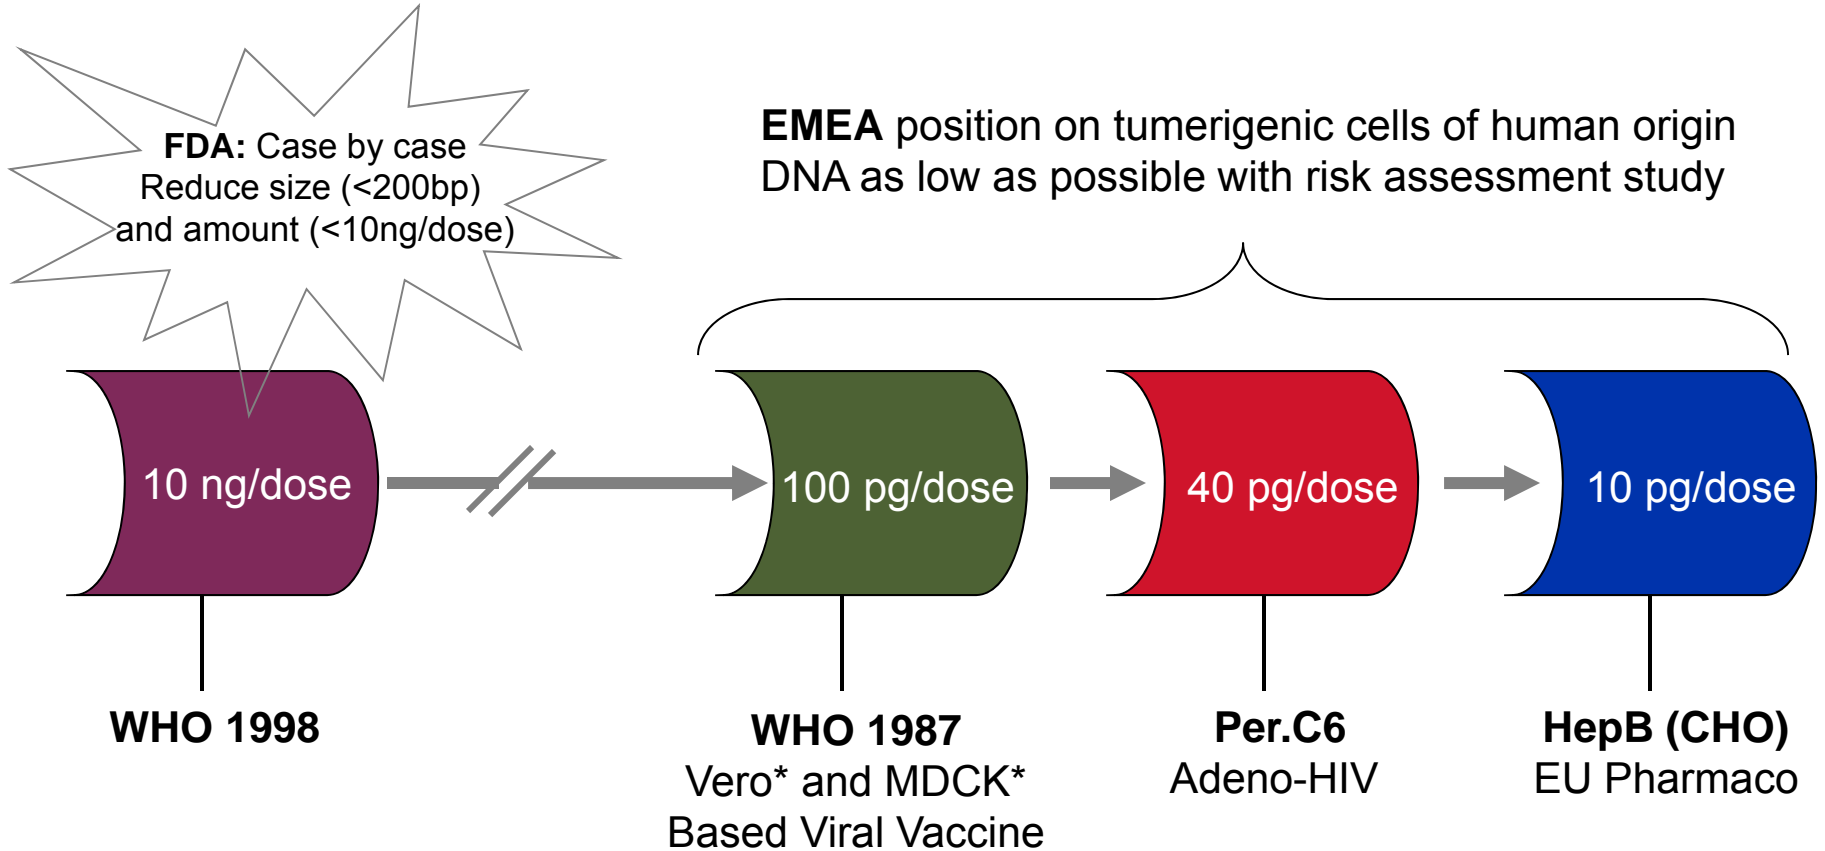 FDA: Case by case
Reduce size (<200bp)
and amount (<10ng/dose)
EMEA position on tumerigenic cells of human origin
DNA as low as possible with risk assessment study
10 ng/dose
100 pg/dose
40 pg/dose
10 pg/dose
WHO 1998
WHO 1987
Vero* and MDCK*
Based Viral Vaccine
Per.C6
Adeno-HIV
HepB (CHO)
EU Pharmaco